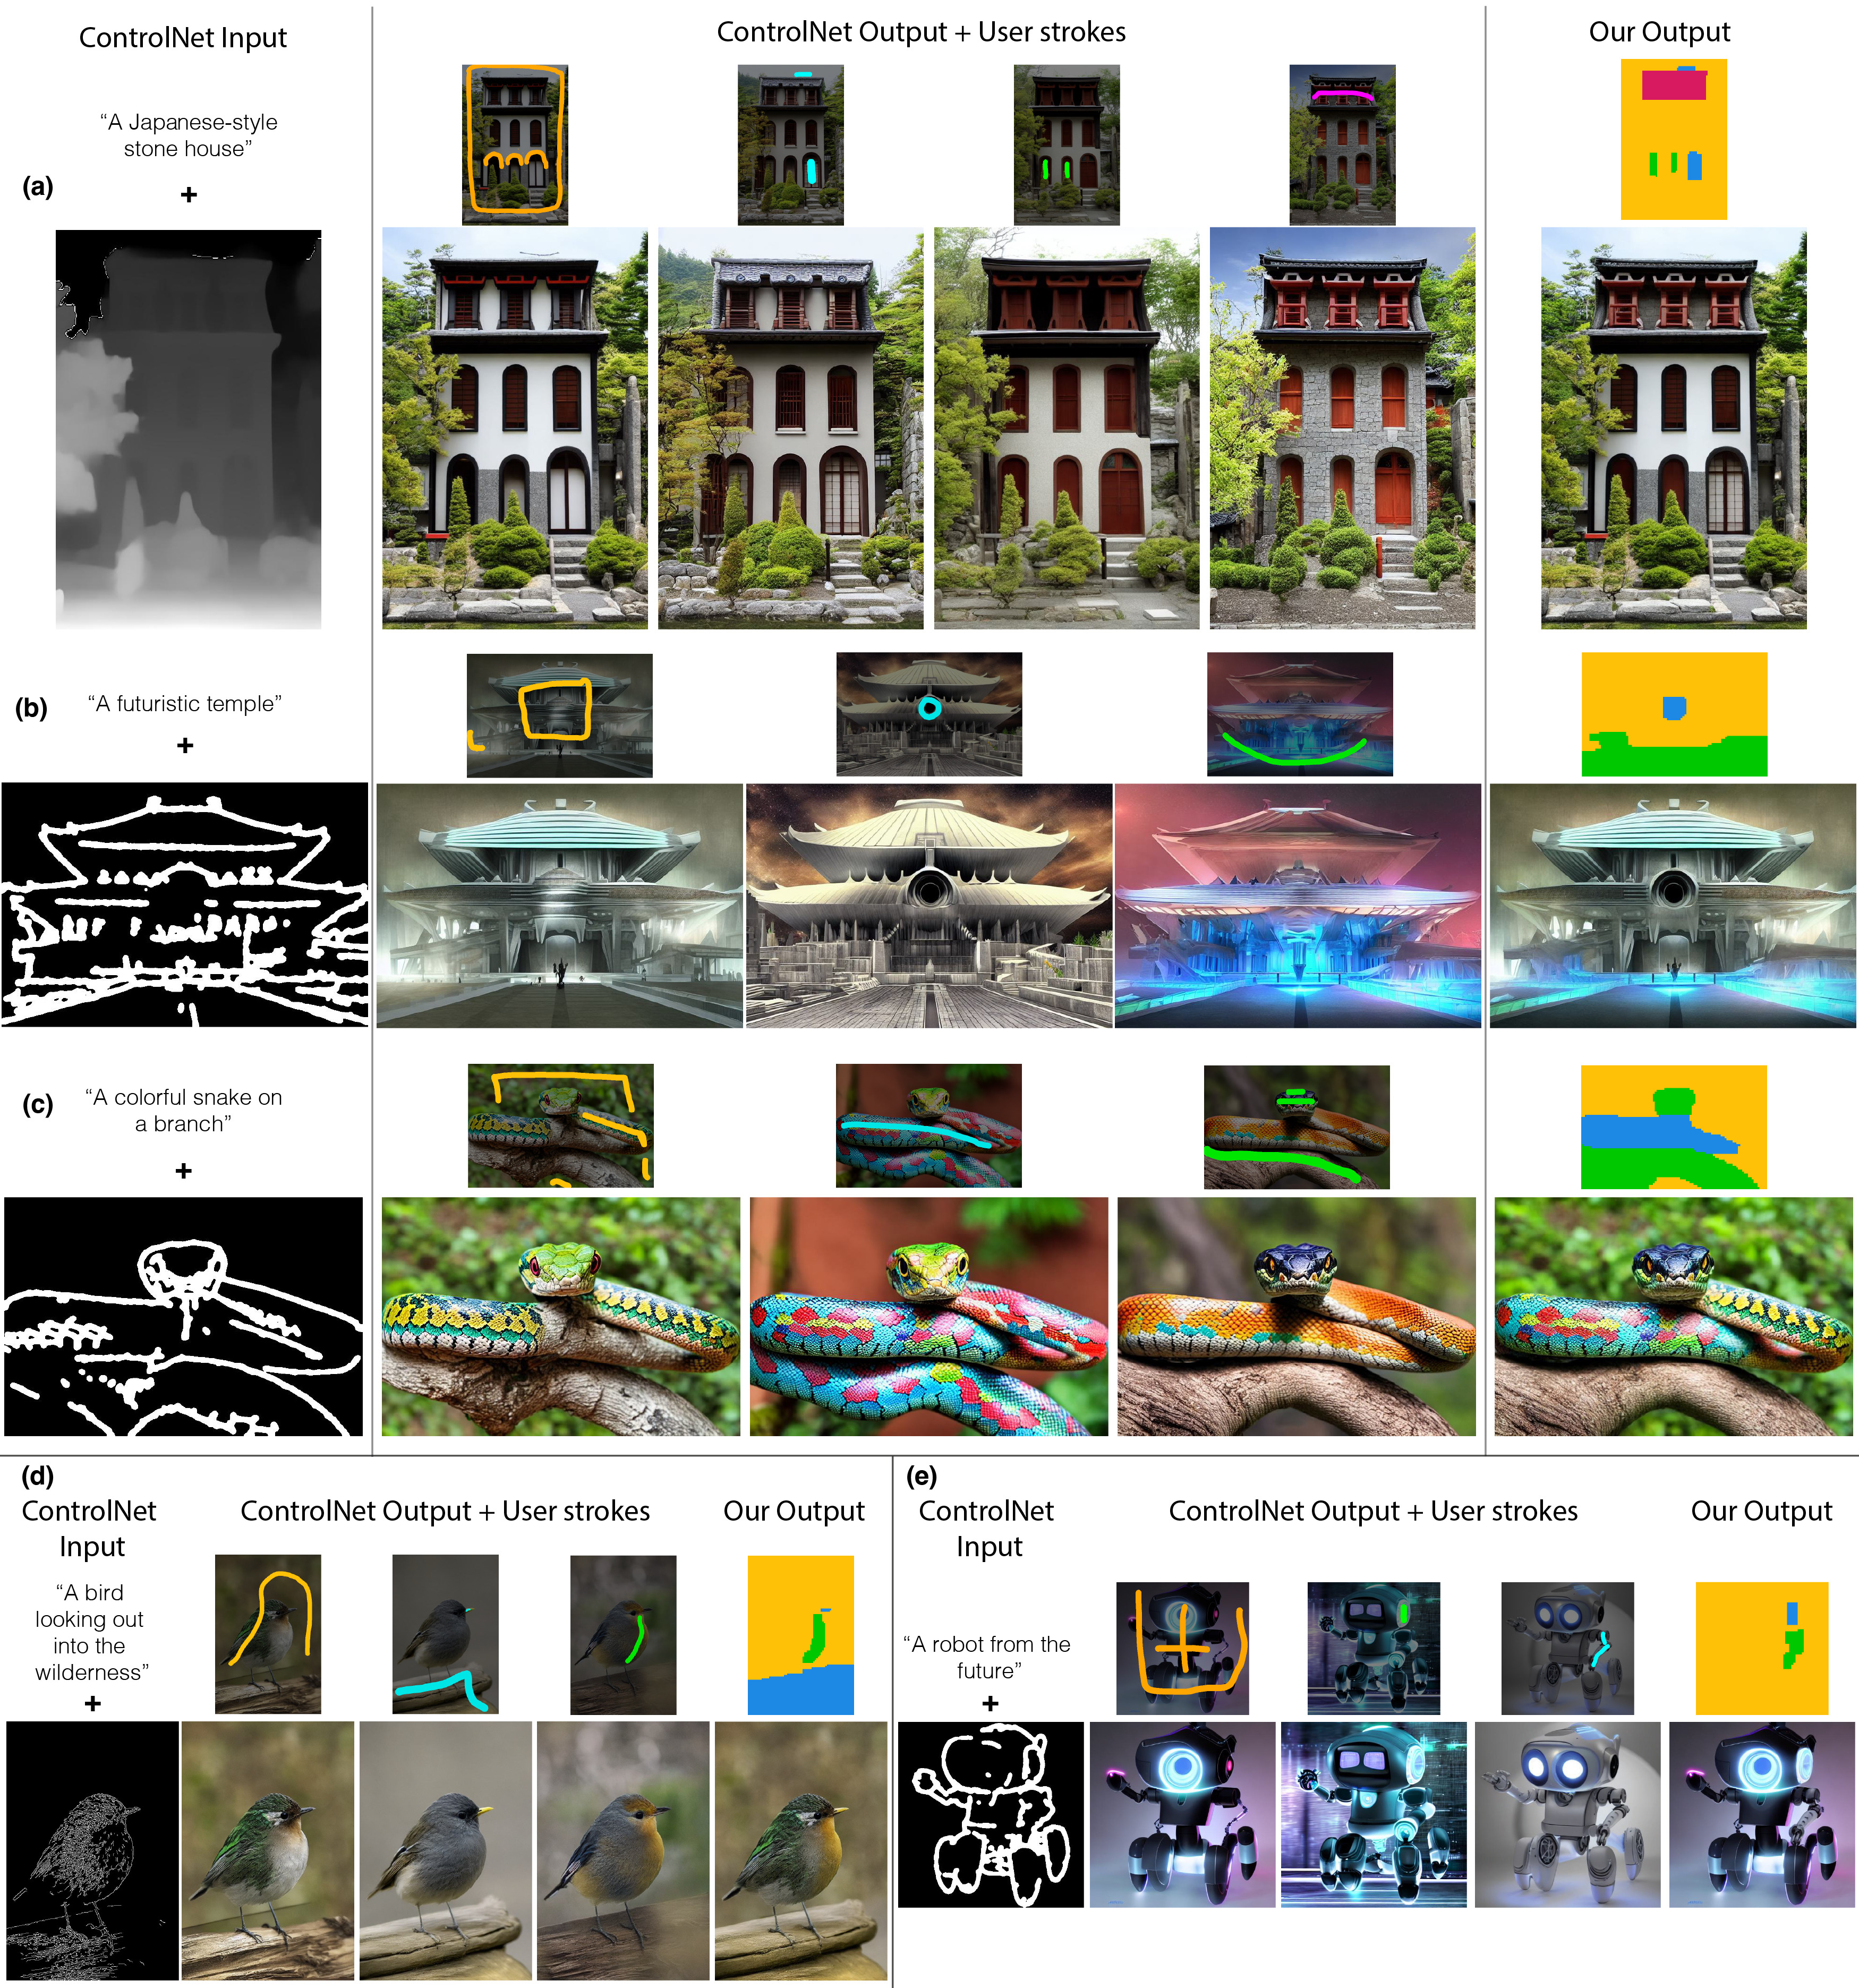 ControlNet Input
ControlNet Output + User strokes
Our Output
(a)
“A Japanese-style
stone house”
+
(b)
“A futuristic temple”
+
(c)
“A colorful snake on
a branch”
+
(d)
ControlNet
Input
ControlNet Output + User strokes
Our Output
“A bird
looking out
into the
wilderness”
+
(e)
ControlNet
Input
ControlNet Output + User strokes
Our Output
“A robot from the
future”
+